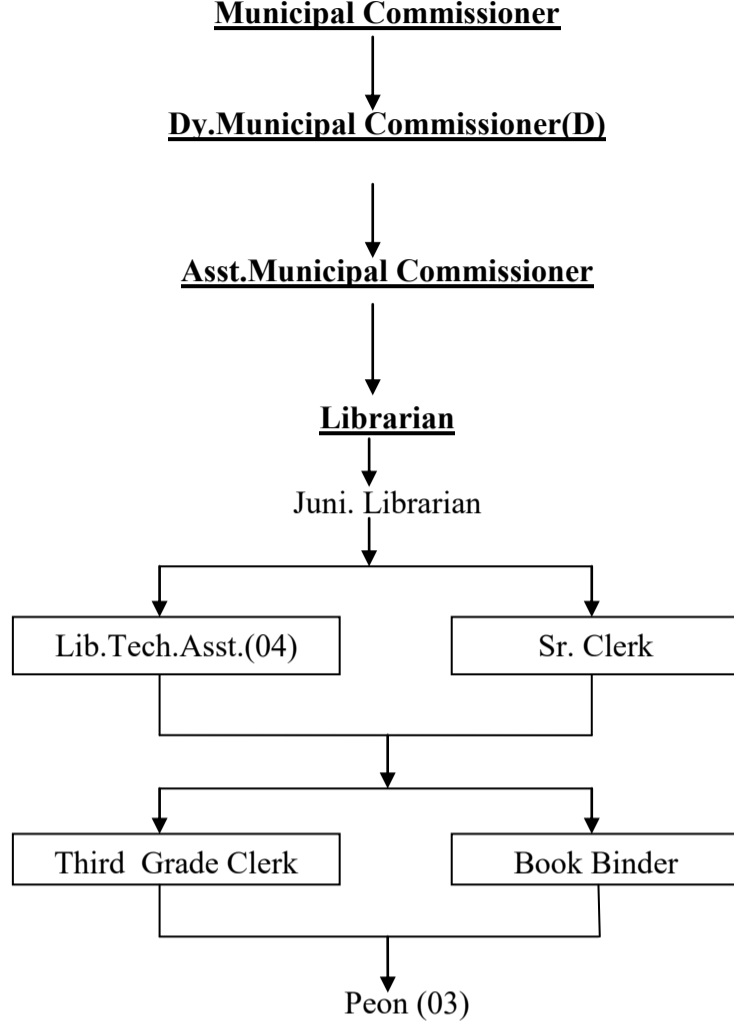 Municipal Commissioner
Dy.Municipal Commissioner(D)
Asst.Municipal Commissioner
Librarian
Juni. Librarian
Lib.Tech.Asst.(04)
Sr. Clerk
Third  Grade Clerk
Book Binder
Peon (03)